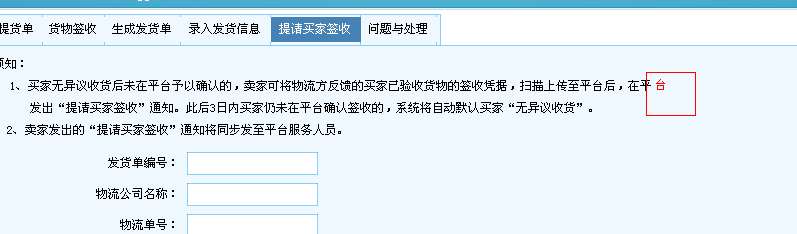 提货单 货物签收 生成发货单 录入发货信息 提请买家签收 问题与处理
须知：
1、买家无异议收货后未在平台予以确认的，卖家可将物流方反馈的买家已验收货物的签收凭据，扫描上传至平台后，在平 台
发出“提请买家签收”通知。此后3日内买家仍未在平台确认签收的，系统将自动默认买家“无异议收货”。
2、卖家发出的“提请买家签收”通知将同步发至平台服务人员。
发货单编号：
物流公司名称：
物流单号：